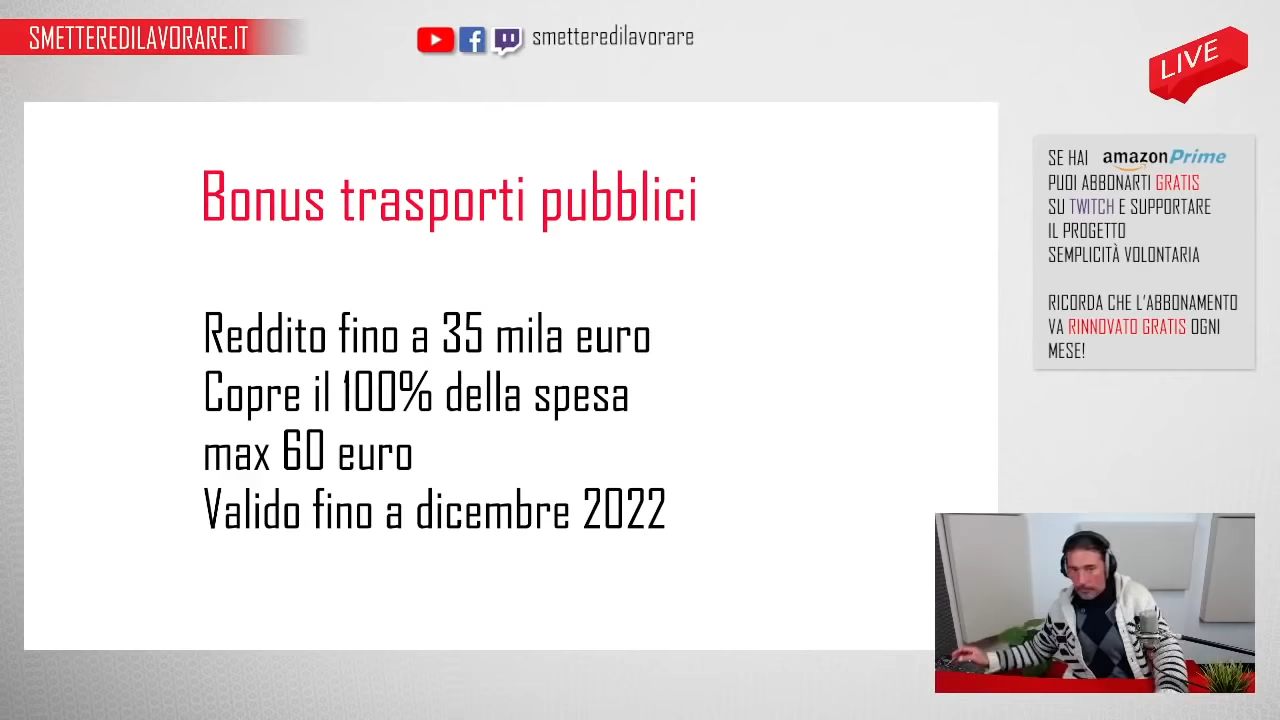 SMETTEREDILAVORARE.IT
smetteredilavorare
LIVE
Bonus trasporti pubblici
Reddito fino a 35 mila euro
Copre il 100% della spesa
max 60 euro
Valido fino a dicembre 2022
SE HAI amazonPrime
PUOI ABBONARTI GRATIS
SU TWITCH E SUPPORTARE
IL PROGETTO
SEMPLICITÀ VOLONTARIA
RICORDA CHE L'ABBONAMENTO
VA RINNOVATO GRATIS OGNI
MESE!